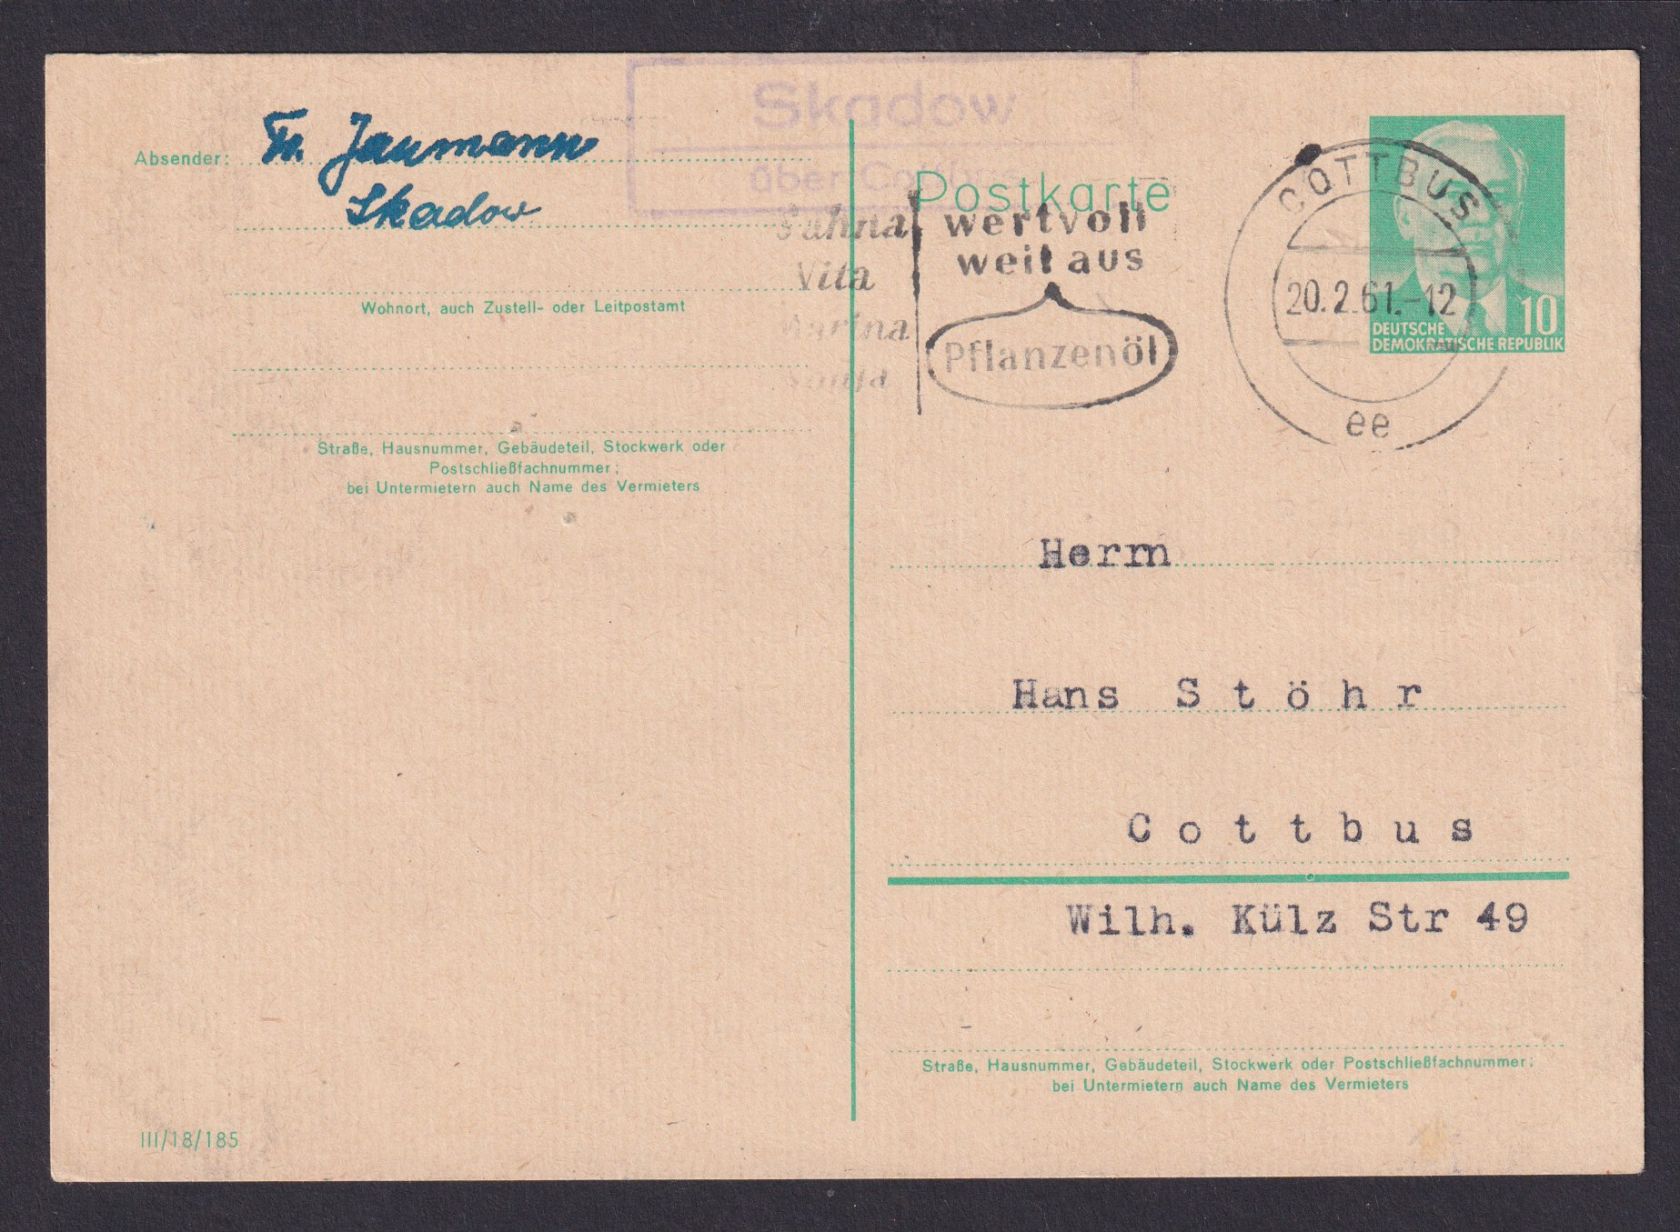 Skadow
über Cottbus
Absender: Fr. Jaumann
Skadow
Wohnort, auch Zustell- oder Leitpostamt
Straße, Hausnummer, Gebäudeteil, Stockwerk oder
Postschließfachnummer;
bei Untermietern auch Name des Vermieters
III/18/185
Postkarte
Sahna
Vita
Marina
wertvoll
weil aus
Pflanzenöl
COTTBUS
20.2.61.-12
ee
10
DEUTSCHE
DEMOKRATISCHE REPUBLIK
Herrn
Hans Stöhr
Cottbus
Wilh. Külz Str 49
Straße, Hausnummer, Gebäudeteil, Stockwerk oder Postschließfachnummer;
bei Untermietern auch Name des Vermieters